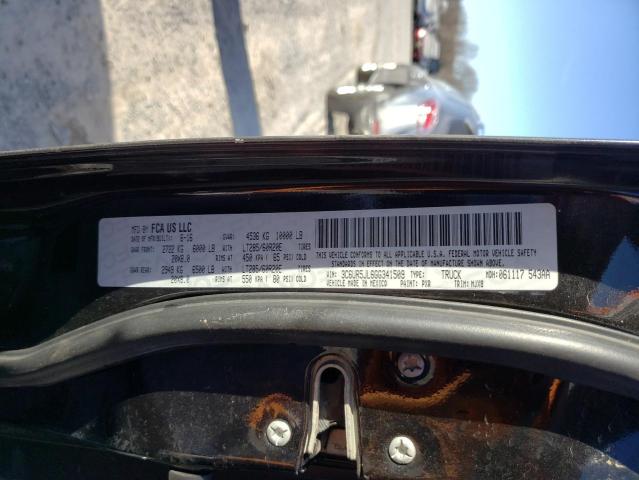 MFD BY FCA US LLC
DATE OF MFR(BUILT): 6-16 GVWR: 4536 KG 10000 LB
GAWR FRONT: 2722 KG 6000 LB WITH LT285/60R20E TIRES
20X8.0 RIMS AT 450 KPA/ 65 PSI/ COLD
GAWR REAR: 2948 KG 6500 LB WITH LT285/60R20E TIRES
20X8.0 RIMS AT 550 KPA/ 80 PSI/ COLD
THIS VEHICLE CONFORMS TO ALL APPLICABLE U.S.A. FEDERAL MOTOR VEHICLE SAFETY
STANDARDS IN EFFECT ON THE DATE OF MANUFACTURE SHOWN ABOVE.
VIN: 3C6UR5JL6GG341509 TYPE: TRUCK MDH: 061117 543AA
VEHICLE MADE IN MEXICO PAINT: PXR TRIM: MJX8